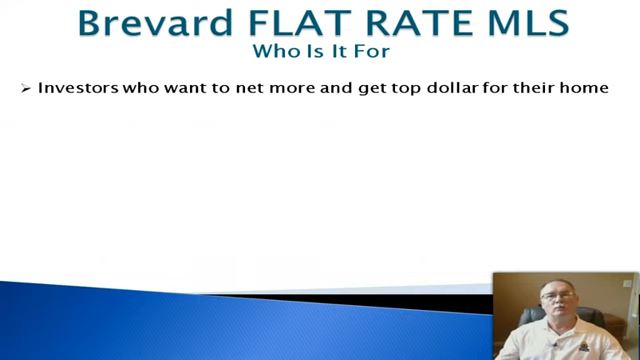 Brevard FLAT RATE MLS
Who Is It For
➢ Investors who want to net more and get top dollar for their home